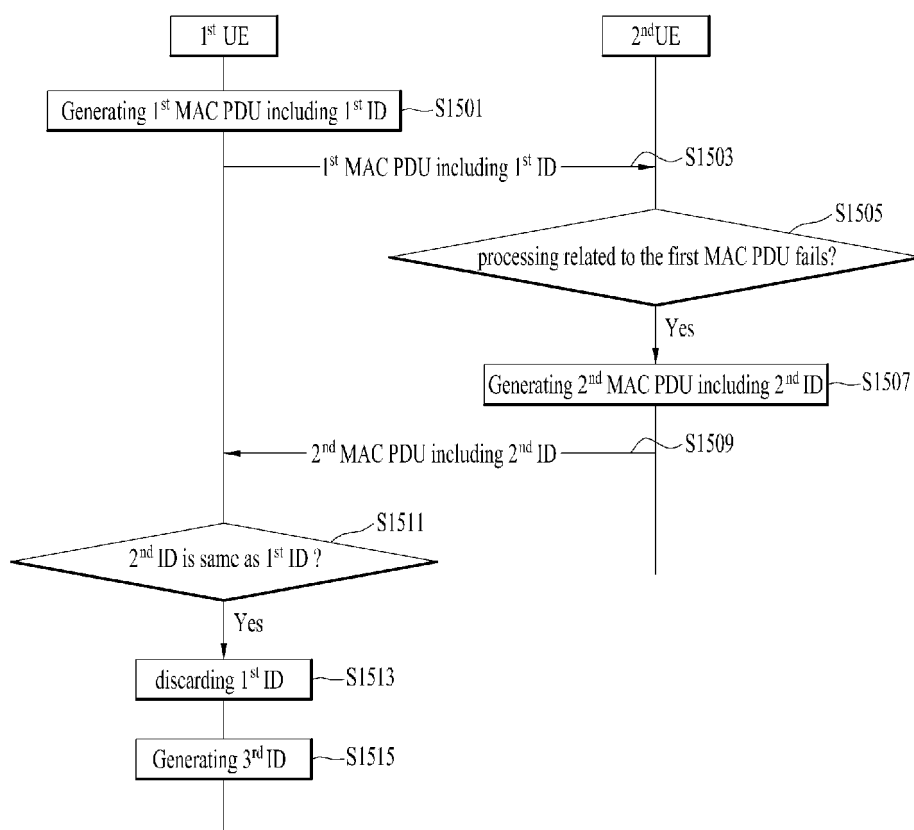 1st UE
2nd UE
Generating 1st MAC PDU including 1st ID
S1501
1st MAC PDU including 1st ID
S1503
S1505
processing related to the first MAC PDU fails?
Yes
Generating 2nd MAC PDU including 2nd ID
S1507
S1509
2nd MAC PDU including 2nd ID
S1511
2nd ID is same as 1st ID ?
Yes
discarding 1st ID
S1513
Generating 3rd ID
S1515